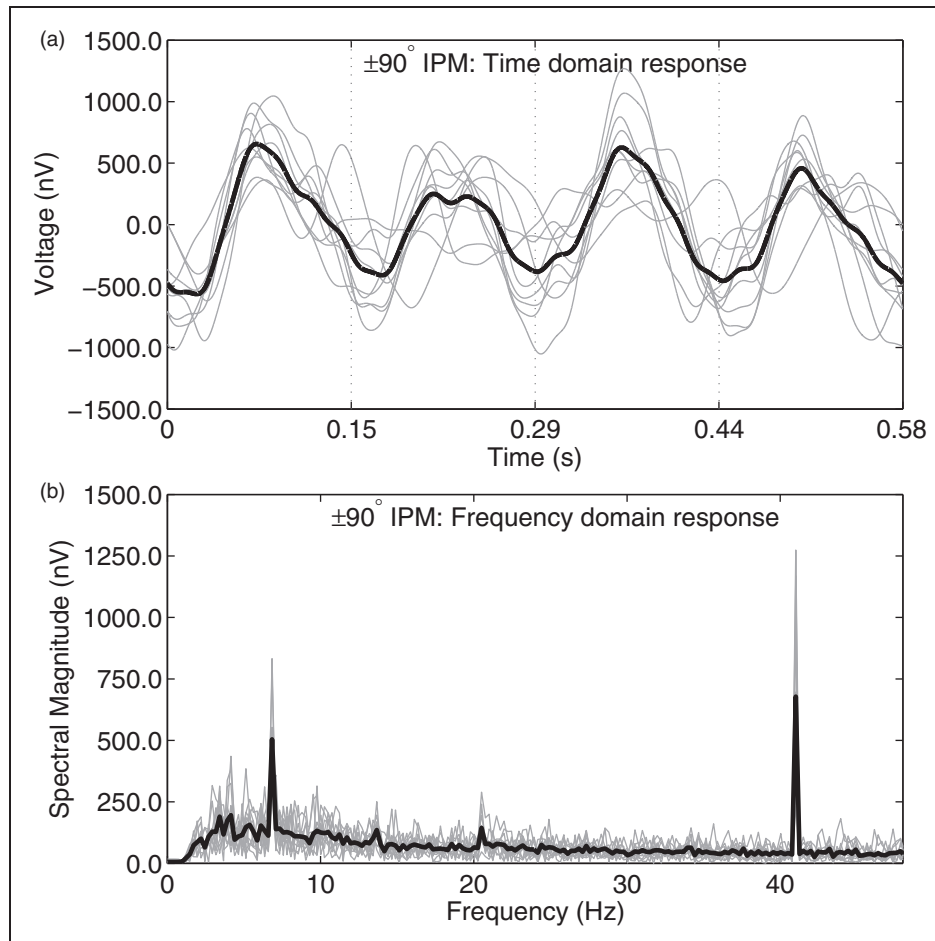 (a)
1500.0
±90° IPM: Time domain response
1000.0
500.0
0.0
−500.0
−1000.0
−1500.0
Voltage (nV)
0 0.15 0.29 0.44 0.58
Time (s)
(b)
1500.0
±90° IPM: Frequency domain response
1250.0
1000.0
750.0
500.0
250.0
0.0
Spectral Magnitude (nV)
0 10 20 30 40
Frequency (Hz)